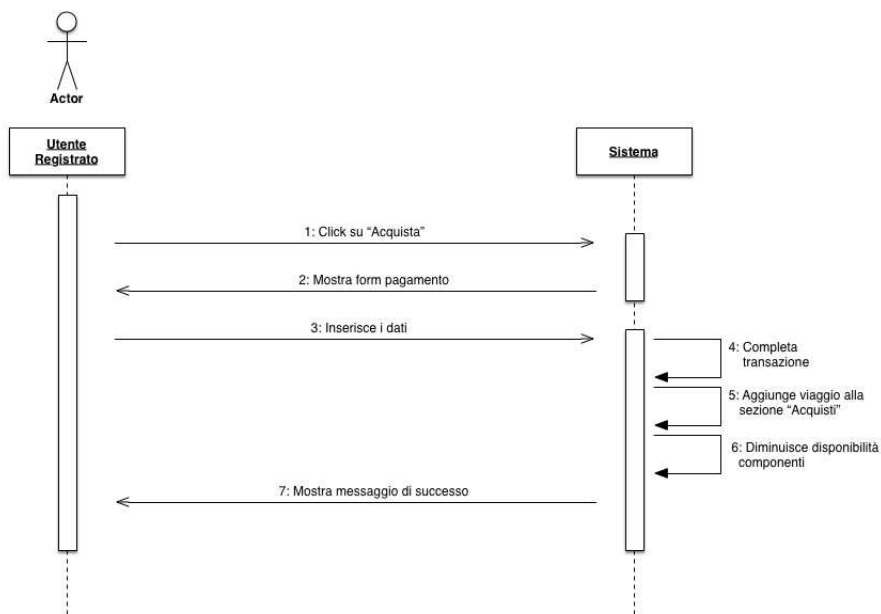 Actor
Utente
Registrato
Sistema
1: Click su “Acquista”
2: Mostra form pagamento
3: Inserisce i dati
4: Completa
transazione
5: Aggiunge viaggio alla
sezione “Acquisti”
6: Diminuisce disponibilità
componenti
7: Mostra messaggio di successo